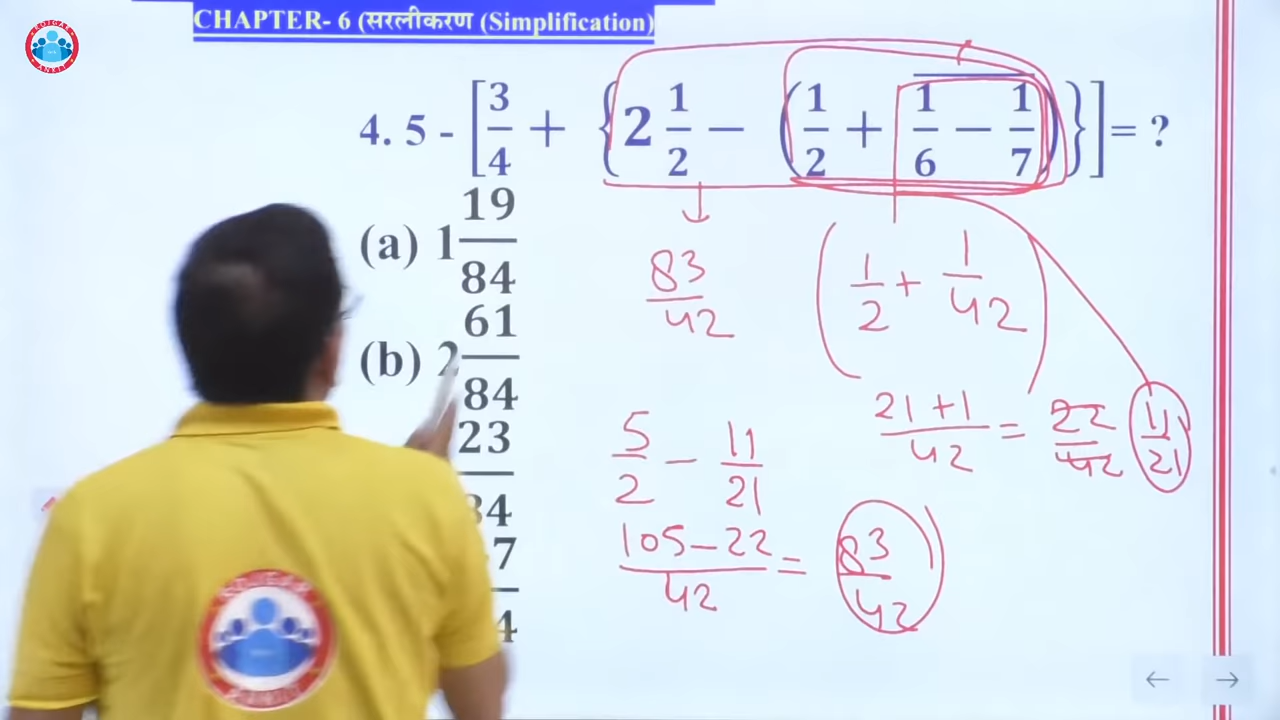 CHAPTER- 6 (सरलीकरण (Simplification)
4. 5 - [3/4 + {2 1/2 − (1/2 + 1/6 − 1/7)}] = ?
(a) 1 19/84
(b) 2 61/84
23
7
83/42
(1/2 + 1/42)
21 + 1/42 = 22/42 11/21
5/2 − 11/21
105 − 22/42 = 83/42
← →